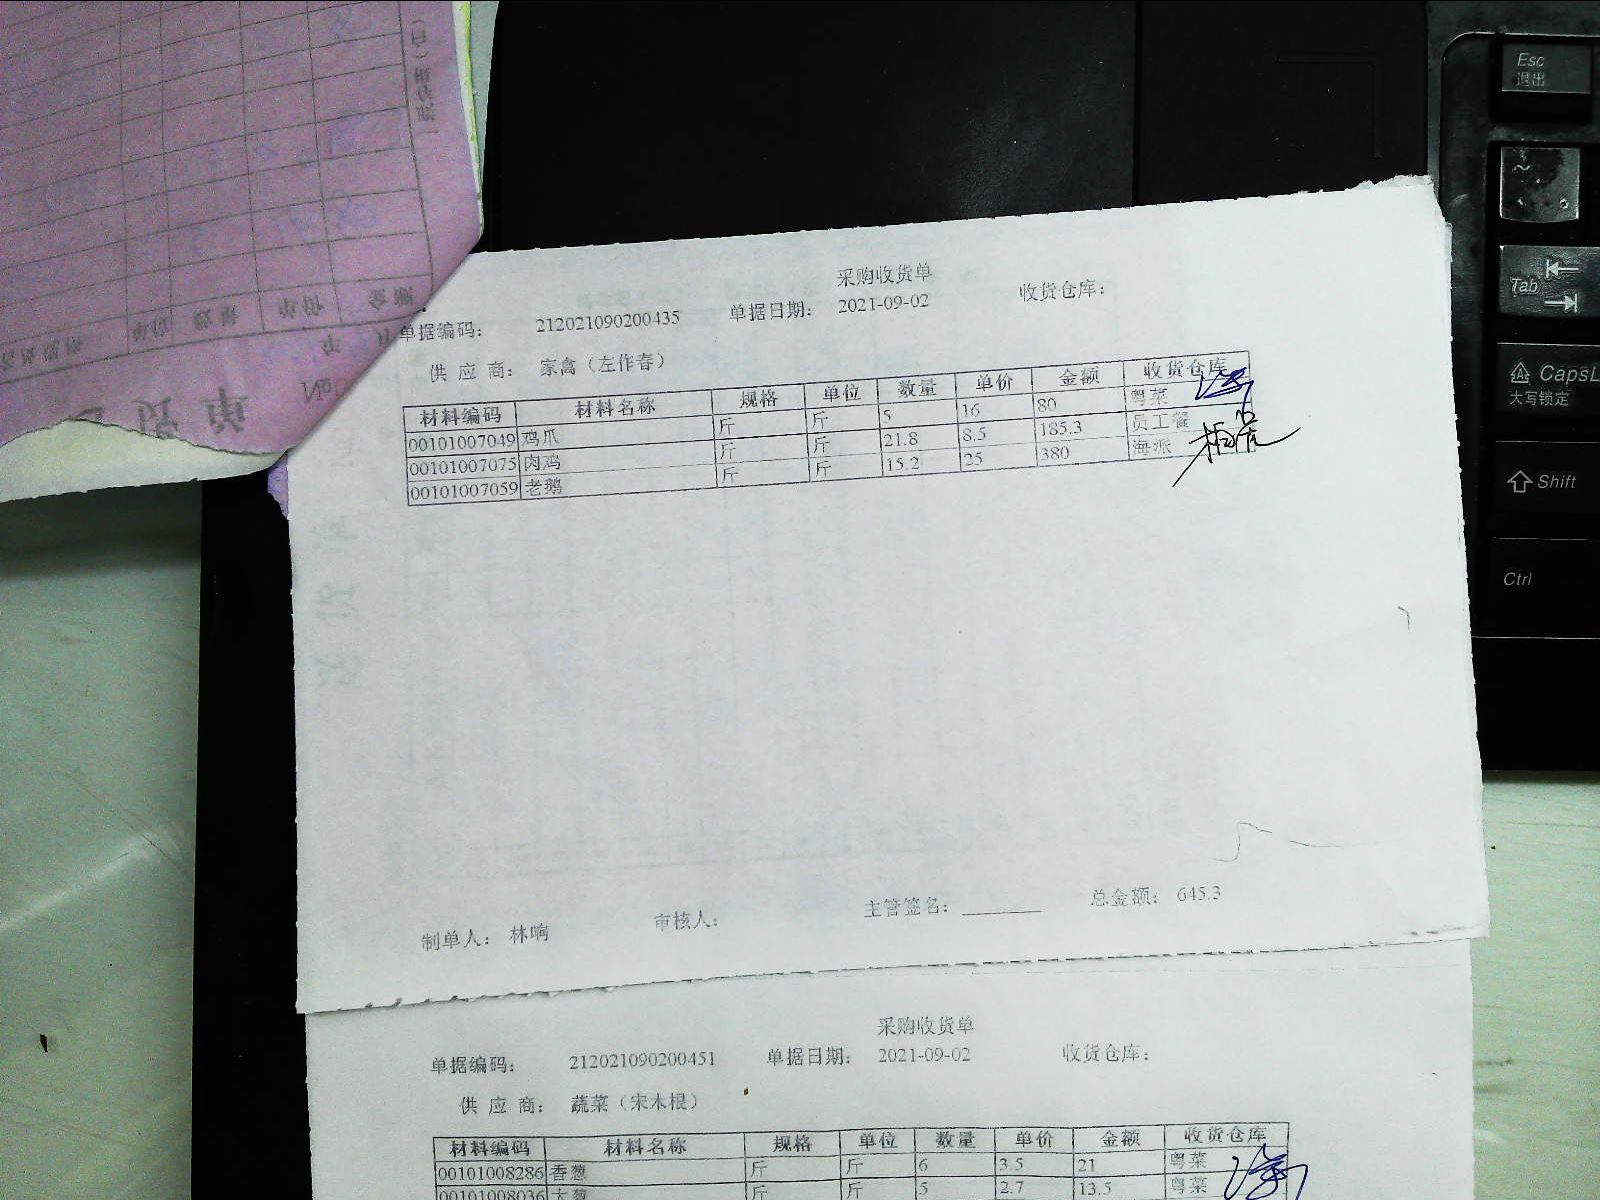 采购收货单
单据编码: 212021090200435 单据日期: 2021-09-02 收货仓库:
供 应 商: 家禽(左作春)
材料编码 材料名称 规格 单位 数量 单价 金额 收货仓库
00101007049 鸡爪 斤 斤 5 16 80 粤菜
00101007075 肉鸡 斤 斤 21.8 8.5 185.3 员工餐
00101007059 老鹅 斤 斤 15.2 25 380 海派
制单人: 林响 审核人: 主管签名: 总金额: 645.3
采购收货单
单据编码: 212021090200451 单据日期: 2021-09-02 收货仓库:
供 应 商: 蔬菜(宋木根)
材料编码 材料名称 规格 单位 数量 单价 金额 收货仓库
00101008286 香葱 斤 斤 6 3.5 21 粤菜
00101008036 大葱 斤 斤 5 2.7 13.5 粤菜
Esc
退出
~
Tab
CapsL
大写锁定
Shift
Ctrl